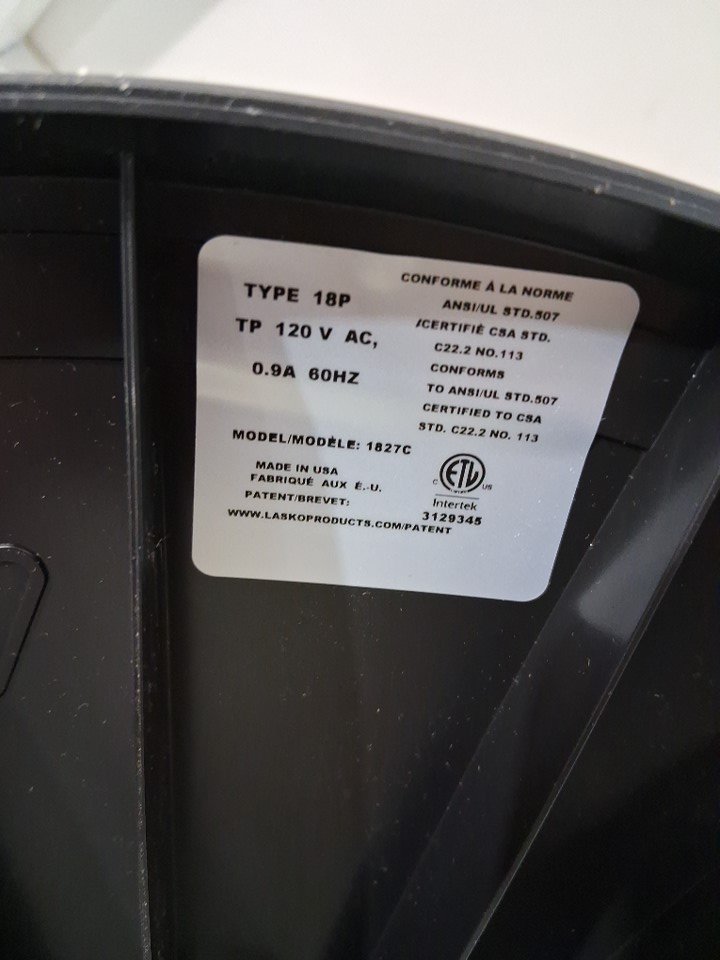 TYPE 18P
TP 120 V AC,
0.9A 60HZ
CONFORME À LA NORME
ANSI/UL STD.507
/CERTIFIÉ CSA STD.
C22.2 NO.113
CONFORMS
TO ANSI/UL STD.507
CERTIFIED TO CSA
STD. C22.2 NO. 113
MODEL/MODÈLE: 1827C
MADE IN USA
FABRIQUÉ AUX É.-U.
PATENT/BREVET:
WWW.LASKOPRODUCTS.COM/PATENT
C ETL US
Intertek
3129345